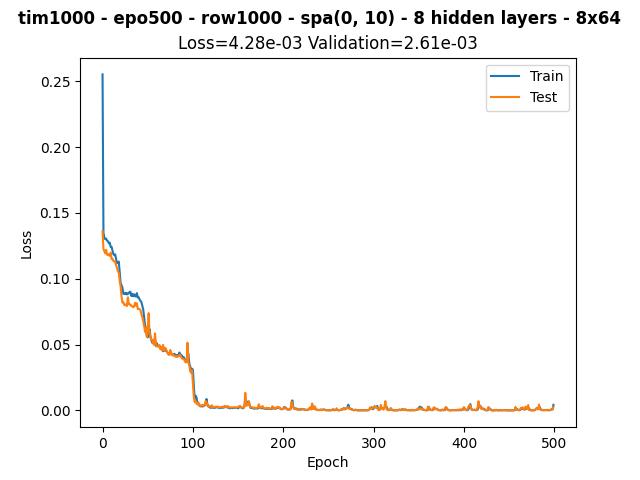 tim1000 - epo500 - row1000 - spa(0, 10) - 8 hidden layers - 8x64
Loss=4.28e-03 Validation=2.61e-03
Train
Test
0.25
0.20
0.15
0.10
0.05
0.00
Loss
0 100 200 300 400 500
Epoch